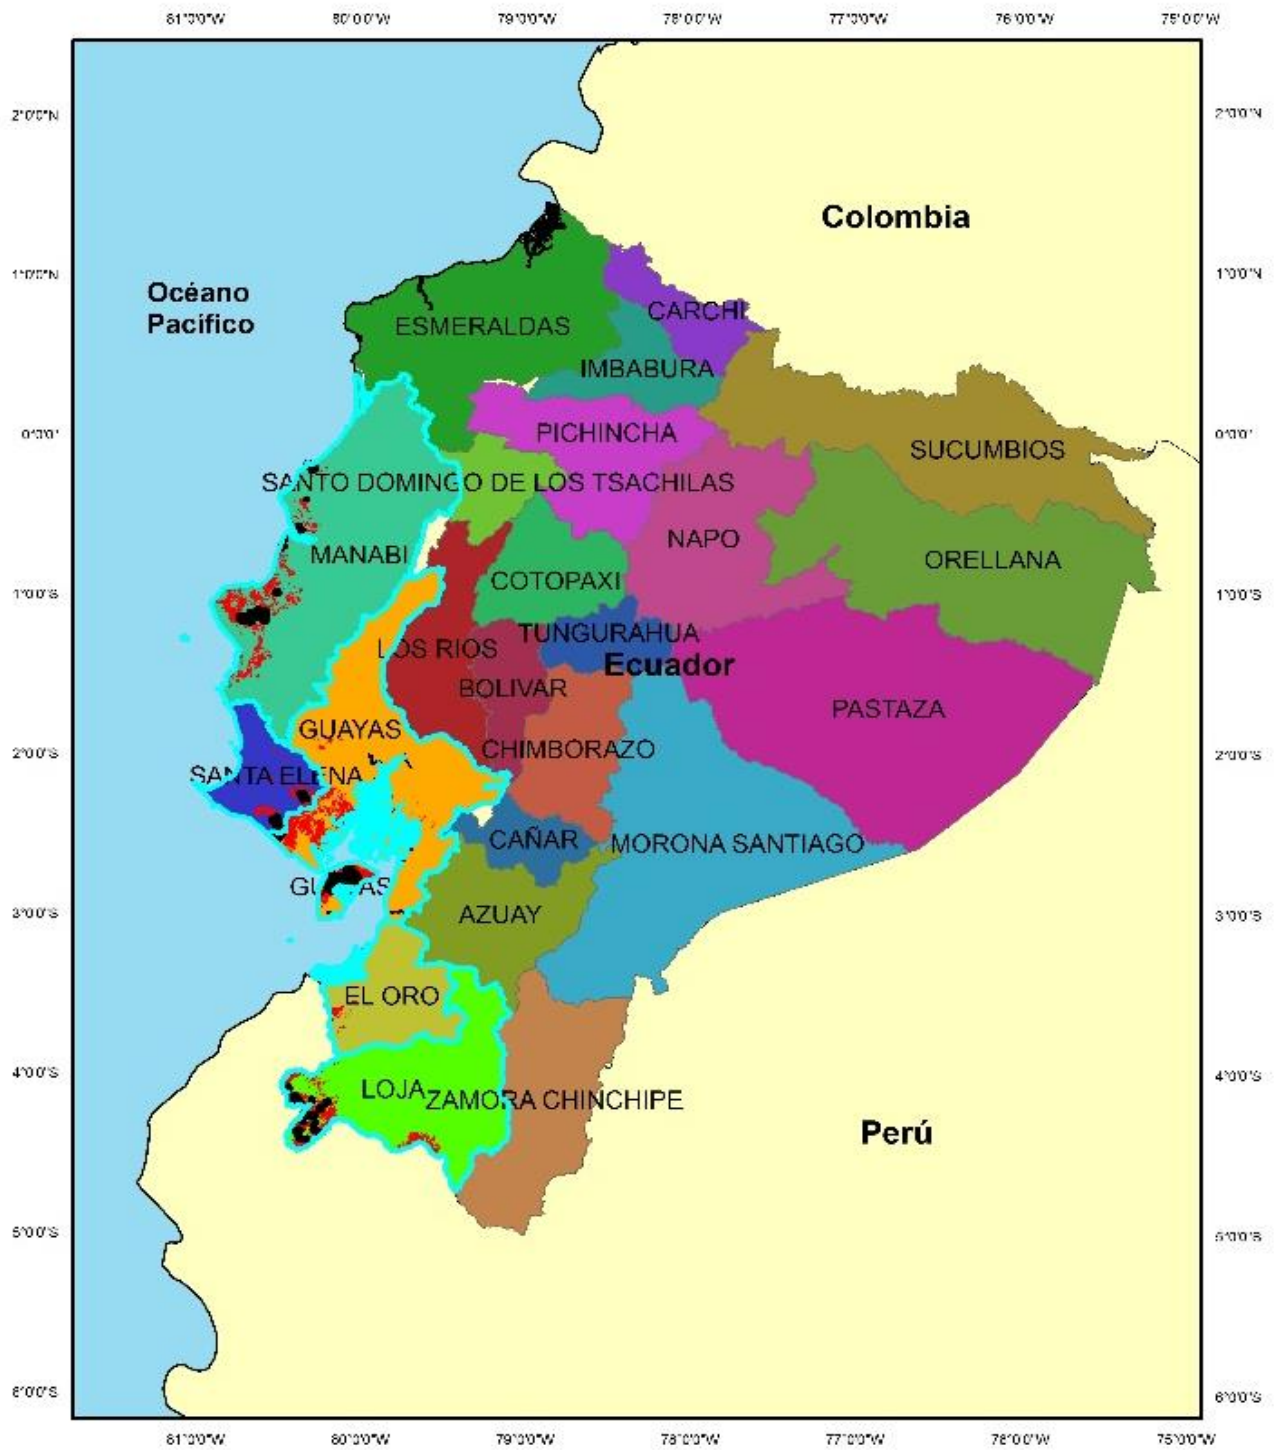 81°0'0"W 80°0'0"W 79°0'0"W 78°0'0"W 77°0'0"W 76°0'0"W 75°0'0"W
2°0'0"N 2°0'0"N
Colombia
1°0'0"N 1°0'0"N
Océano
Pacífico
CARCHI
ESMERALDAS
IMBABURA
0°0'0" 0°0'0"
PICHINCHA
SUCUMBIOS
SANTO DOMINGO DE LOS TSACHILAS
NAPO
MANABI
ORELLANA
COTOPAXI
1°0'0"S 1°0'0"S
TUNGURAHUA
LOS RIOS
Ecuador
BOLIVAR
PASTAZA
GUAYAS
CHIMBORAZO
2°0'0"S 2°0'0"S
SANTA ELENA
CAÑAR
MORONA SANTIAGO
GUAYAS
3°0'0"S 3°0'0"S
AZUAY
EL ORO
4°0'0"S 4°0'0"S
LOJA
ZAMORA CHINCHIPE
Perú
5°0'0"S 5°0'0"S
6°0'0"S 6°0'0"S
81°0'0"W 80°0'0"W 79°0'0"W 78°0'0"W 77°0'0"W 76°0'0"W 75°0'0"W